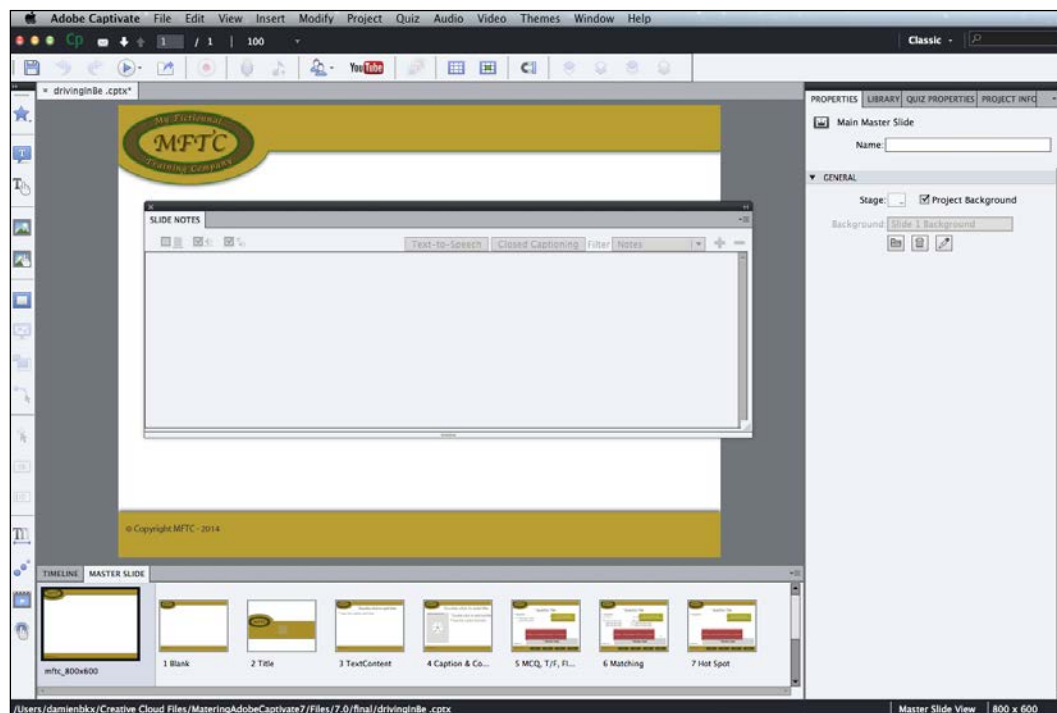 Adobe Captivate File Edit View Insert Modify Project Quiz Audio Video Themes Window Help
Cp 1 / 1 100 Classic
YouTube
× drivingInBe .cptx*
PROPERTIES LIBRARY QUIZ PROPERTIES PROJECT INFO
My Fictional
MFTC
Training Company
Main Master Slide
Name:
GENERAL
Stage: Project Background
Background: Slide 1 Background
SLIDE NOTES
Text-to-Speech Closed Captioning Filter Notes
© Copyright MFTC - 2014
TIMELINE MASTER SLIDE
mftc_800x600
1 Blank
2 Title
3 TextContent
4 Caption & Co...
5 MCQ, T/F, FI...
6 Matching
7 Hot Spot
/Users/damienbkx/Creative Cloud Files/MateringAdobeCaptivate7/Files/7.0/final/drivingInBe .cptx Master Slide View 800 x 600